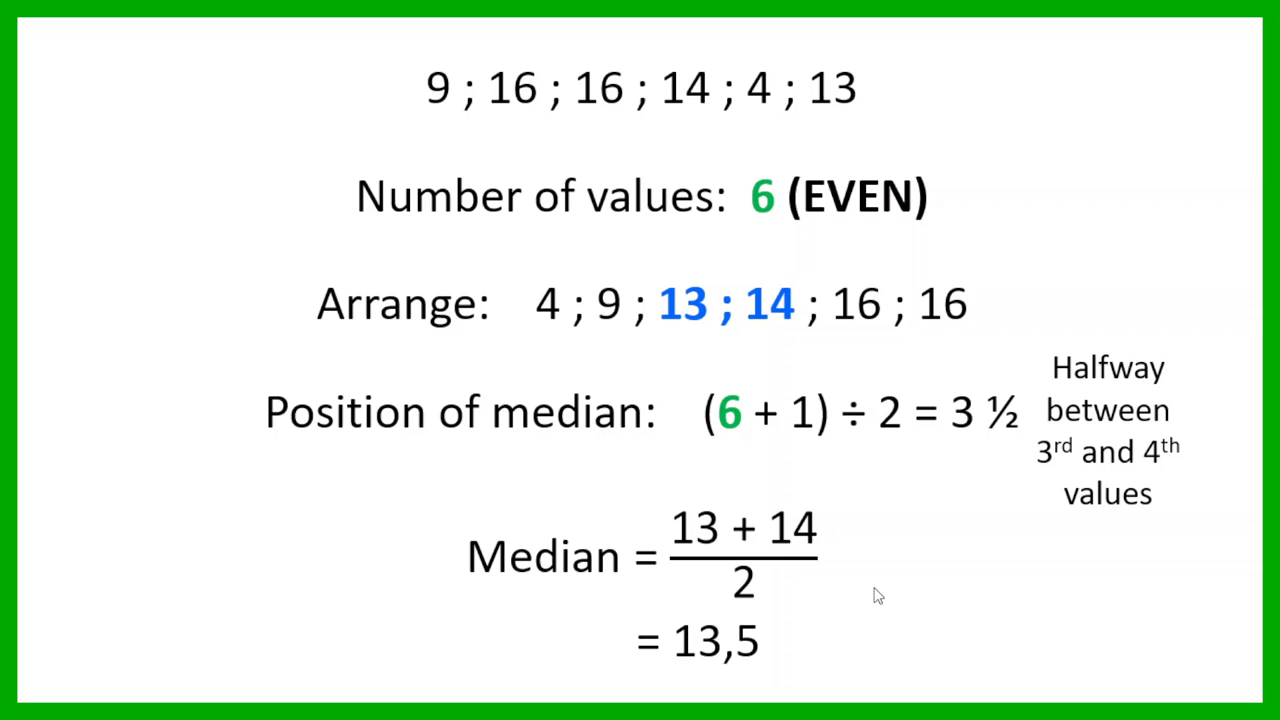 9 ; 16 ; 16 ; 14 ; 4 ; 13
Number of values: 6 (EVEN)
Arrange: 4 ; 9 ; 13 ; 14 ; 16 ; 16
Position of median: (6 + 1) ÷ 2 = 3 ½
Halfway
between
3rd and 4th
values
Median = 13 + 14
2
= 13,5